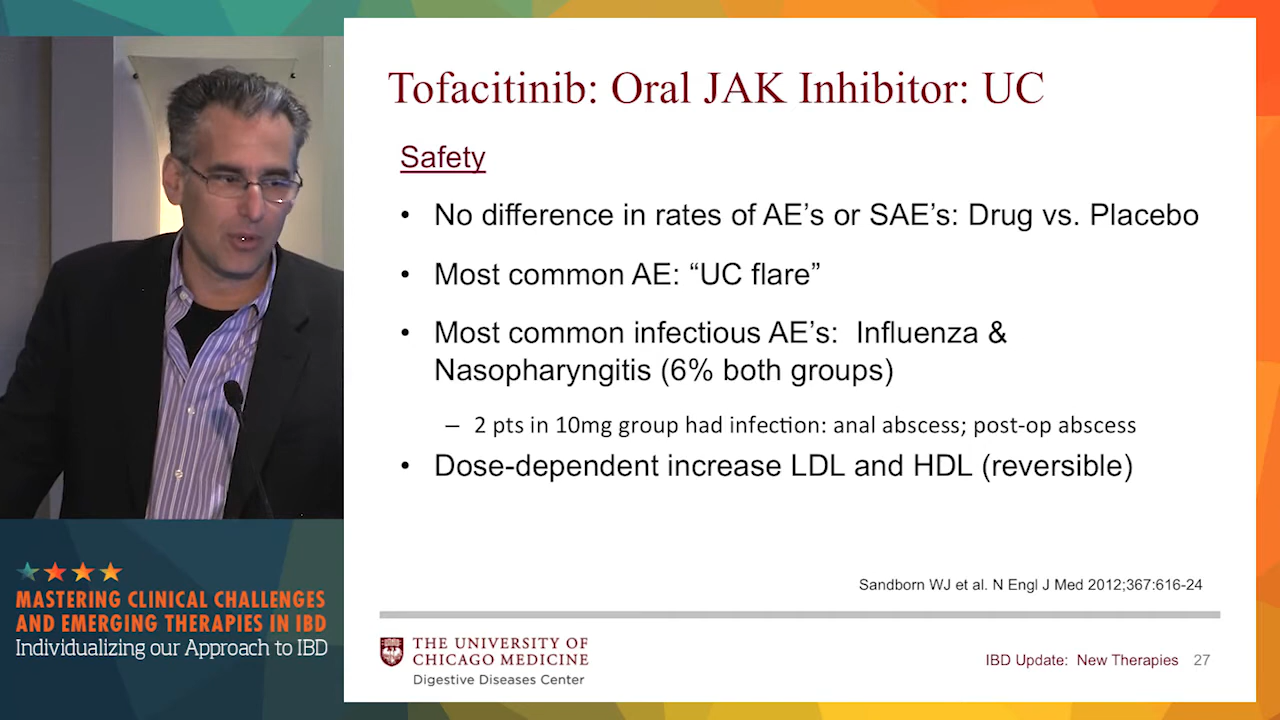 Tofacitinib: Oral JAK Inhibitor: UC
Safety
• No difference in rates of AE’s or SAE’s: Drug vs. Placebo
• Most common AE: “UC flare”
• Most common infectious AE’s:  Influenza &
Nasopharyngitis (6% both groups)
– 2 pts in 10mg group had infection: anal abscess; post-op abscess
• Dose-dependent increase LDL and HDL (reversible)
Sandborn WJ et al. N Engl J Med 2012;367:616-24
THE UNIVERSITY OF
CHICAGO MEDICINE
Digestive Diseases Center
IBD Update:  New Therapies 27
MASTERING CLINICAL CHALLENGES
AND EMERGING THERAPIES IN IBD
Individualizing our Approach to IBD